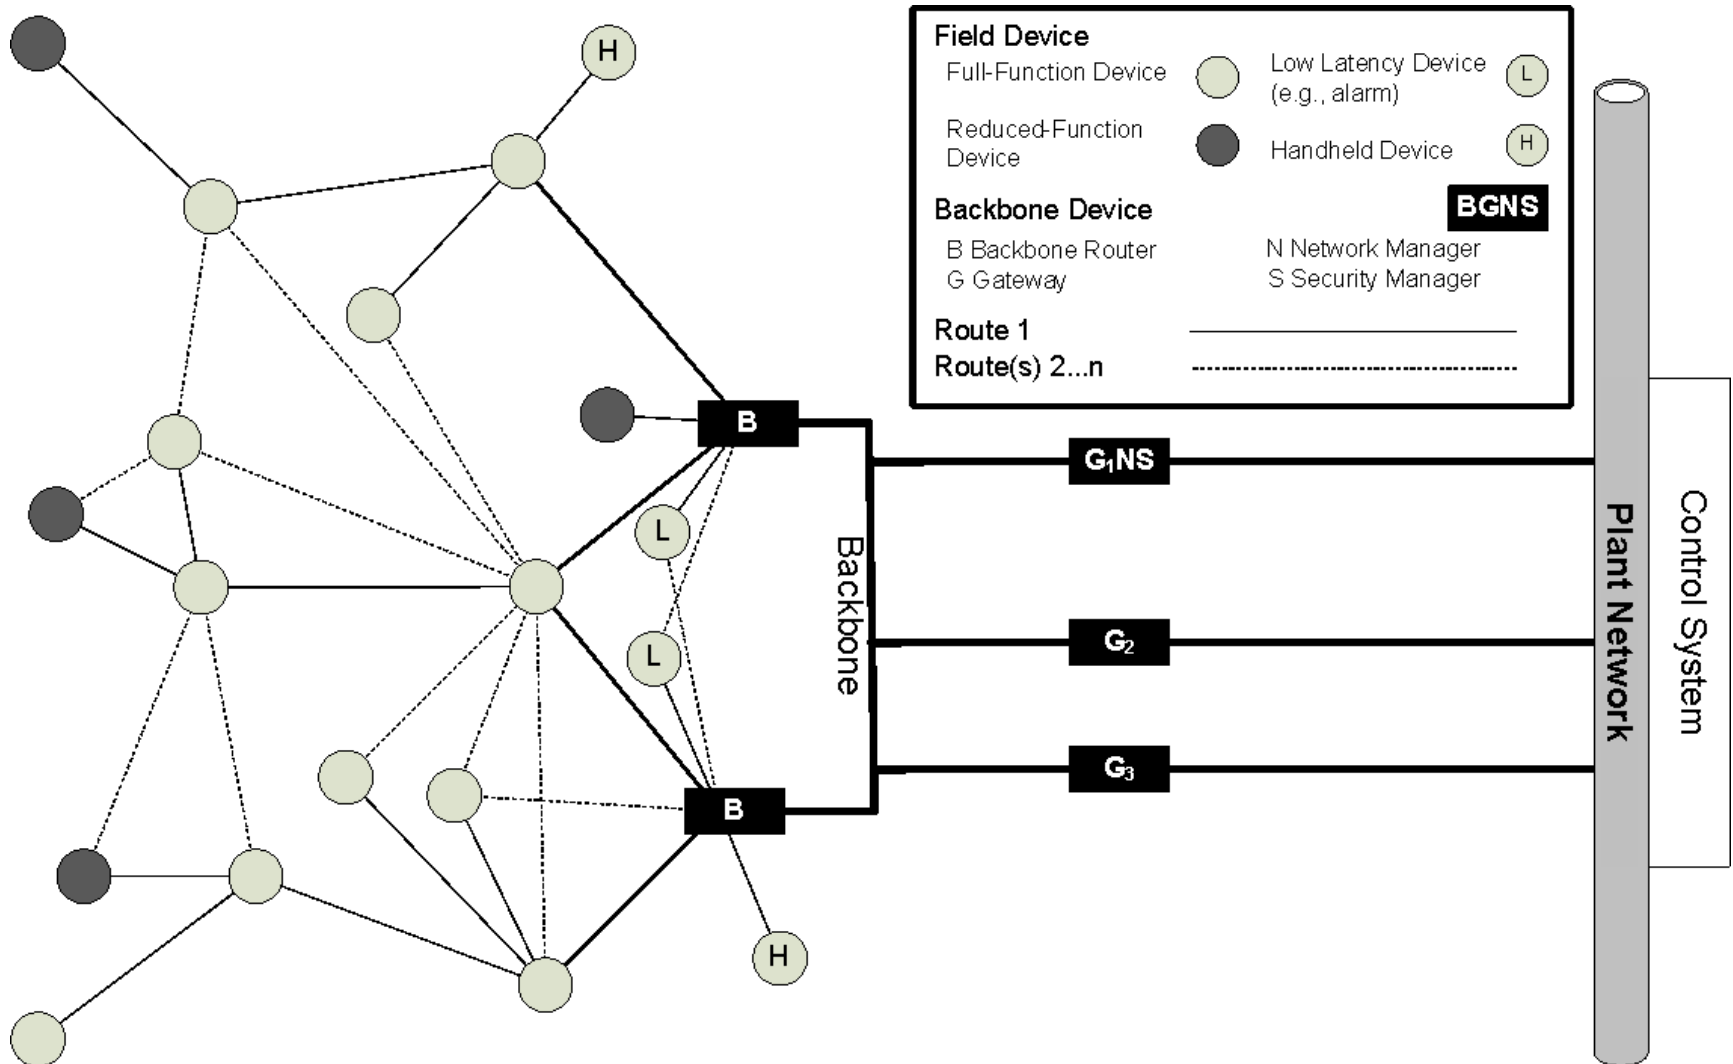 H
Field Device
Full-Function Device
Low Latency Device
(e.g., alarm)
L
Reduced-Function
Device
Handheld Device
H
Backbone Device
BGNS
B Backbone Router
N Network Manager
G Gateway
S Security Manager
Route 1
Route(s) 2...n
B
G₁NS
L
Backbone
L
G₂
G₃
B
H
Plant Network
Control System